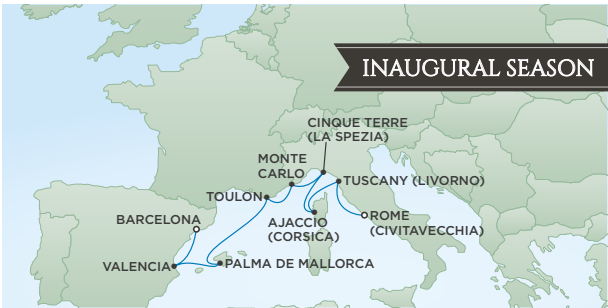 INAUGURAL SEASON
CINQUE TERRE
(LA SPEZIA)
MONTE
CARLO
TUSCANY (LIVORNO)
TOULON
BARCELONA
AJACCIO
(CORSICA)
ROME
(CIVITAVECCHIA)
VALENCIA
PALMA DE MALLORCA